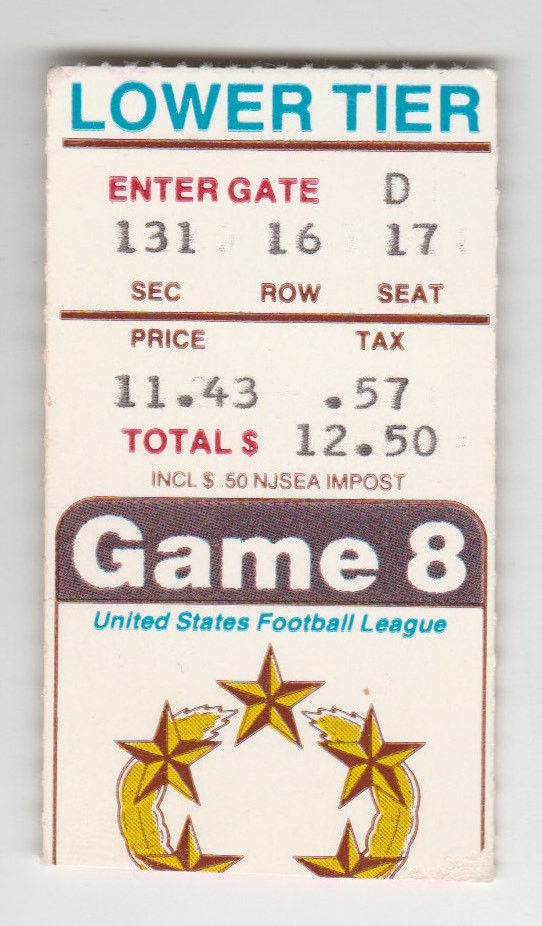 LOWER TIER
ENTER GATE D
131 16 17
SEC ROW SEAT
PRICE TAX
11.43 .57
TOTAL $ 12.50
INCL $ .50 NJSEA IMPOST
Game 8
United States Football League